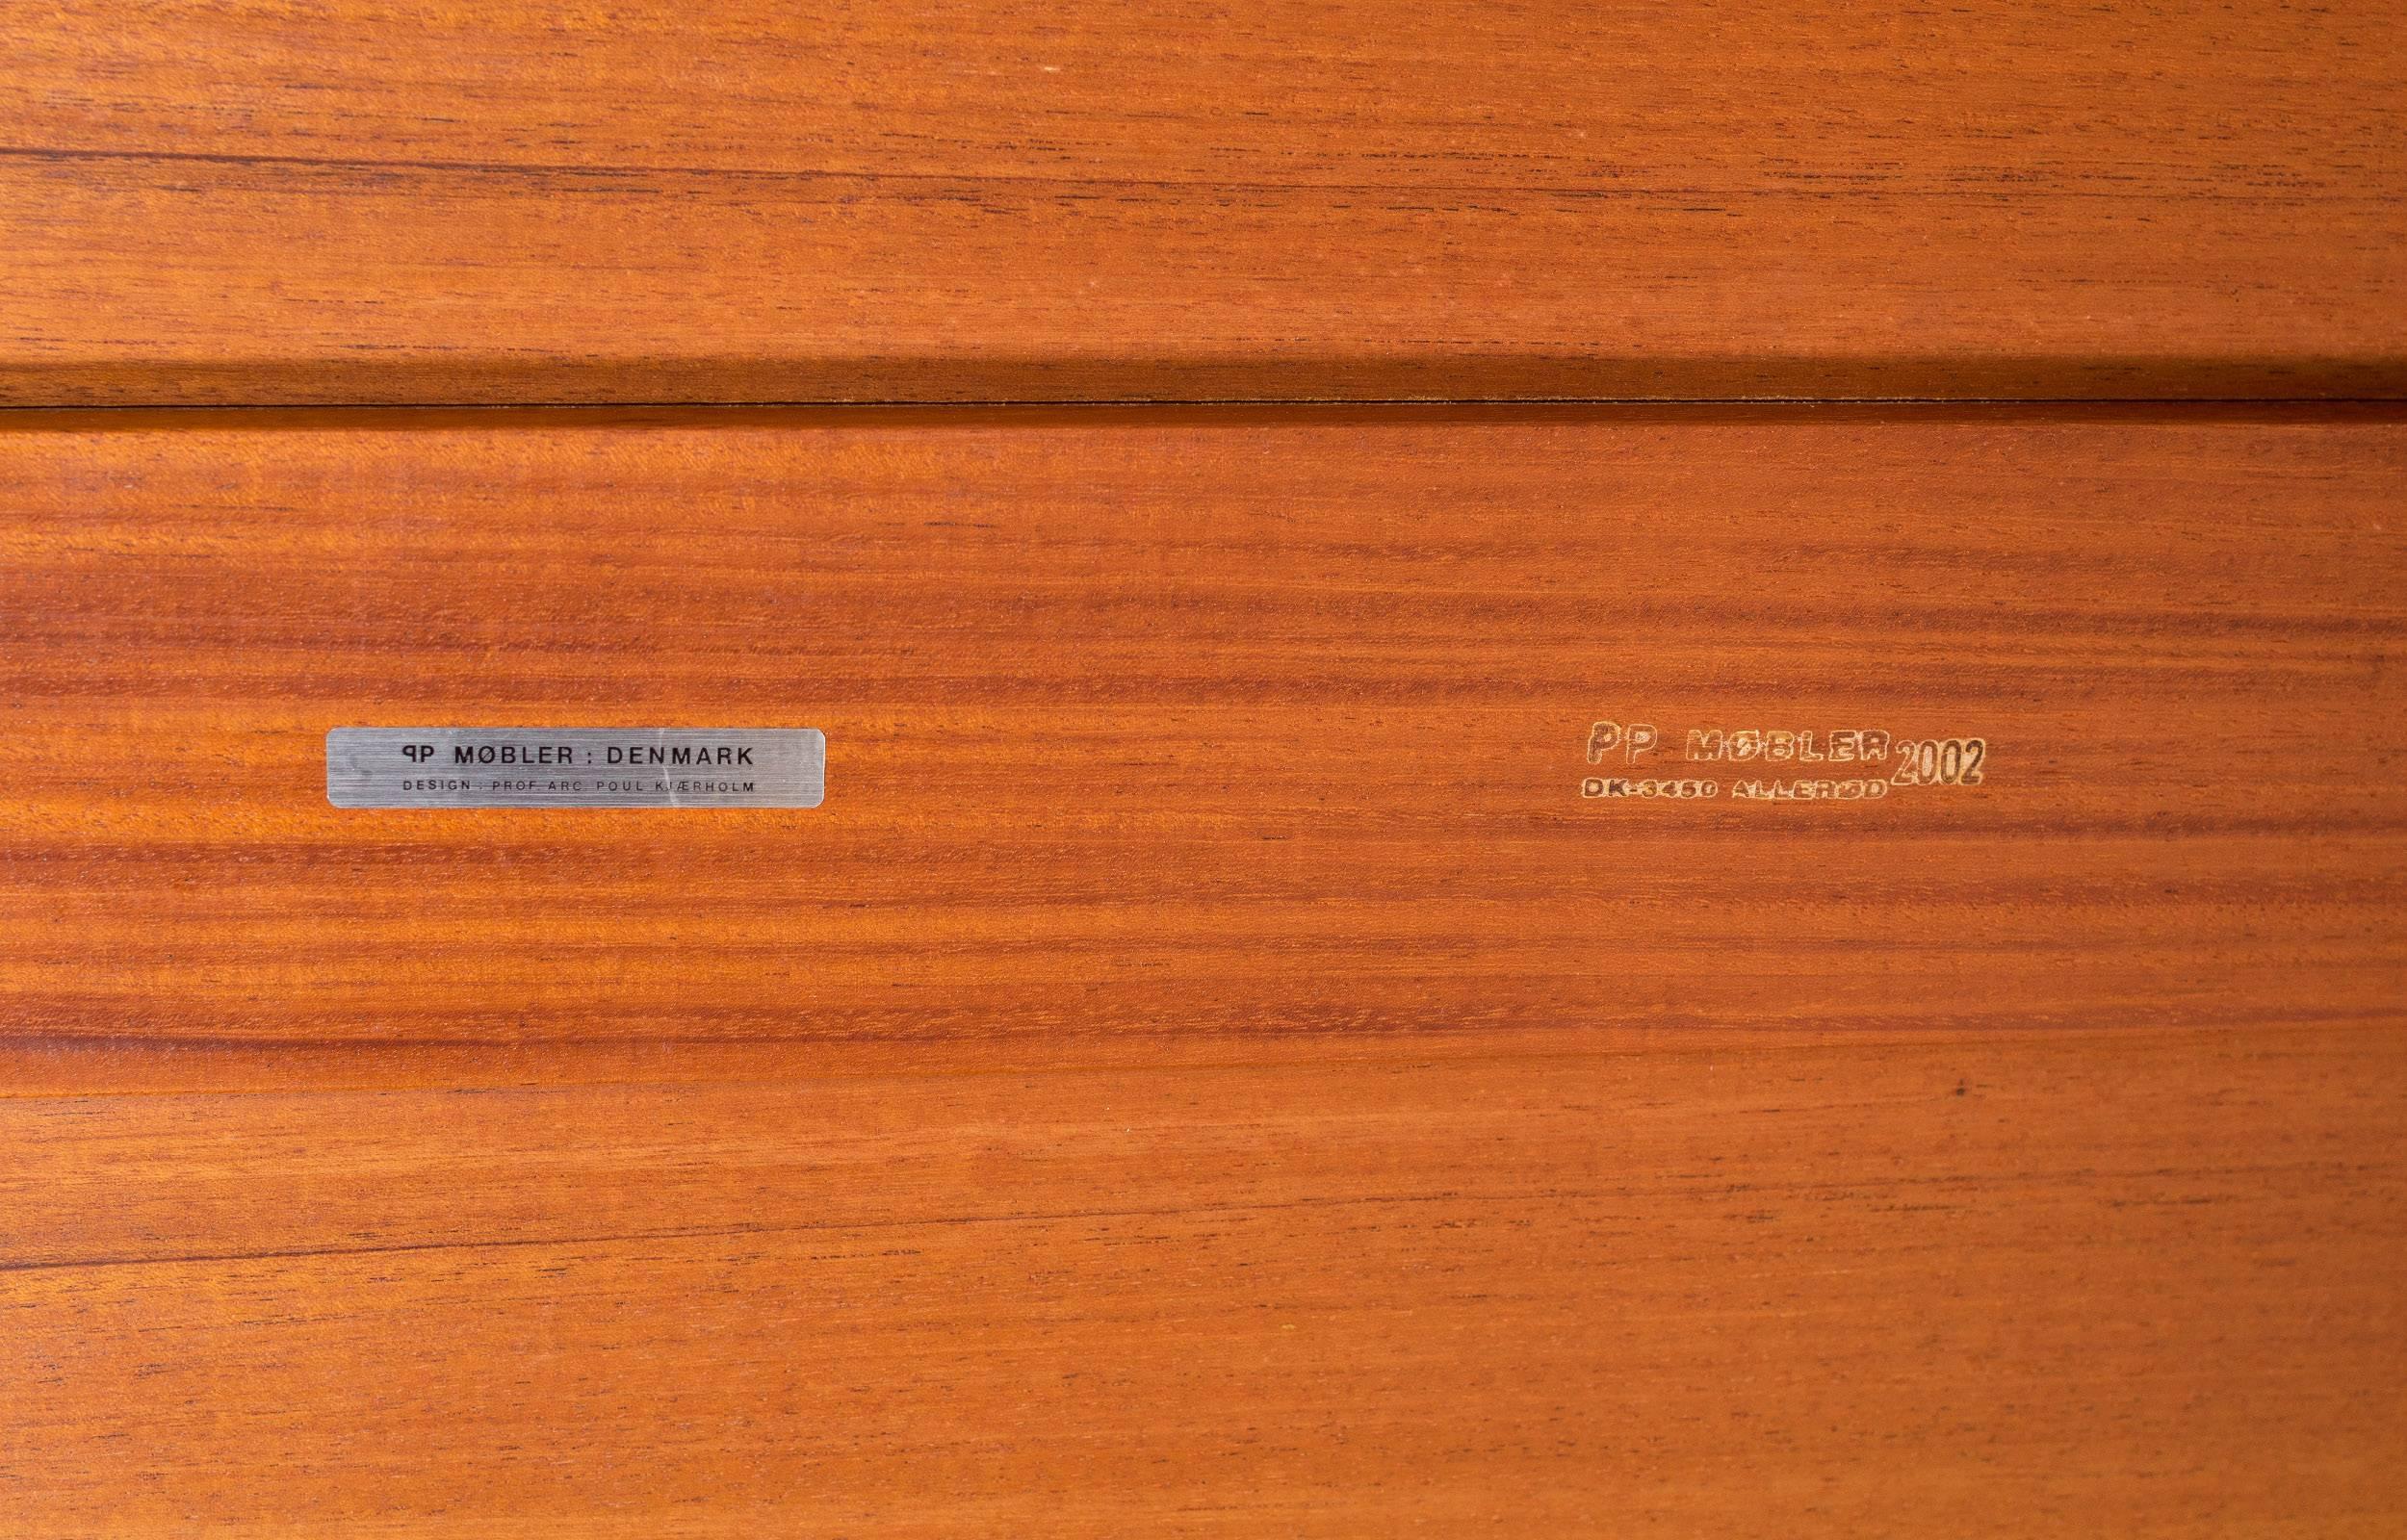 PP MØBLER : DENMARK
DESIGN : PROF. ARC. POUL KJÆRHOLM
PP MØBLER 2002
DK-3450 ALLERØD